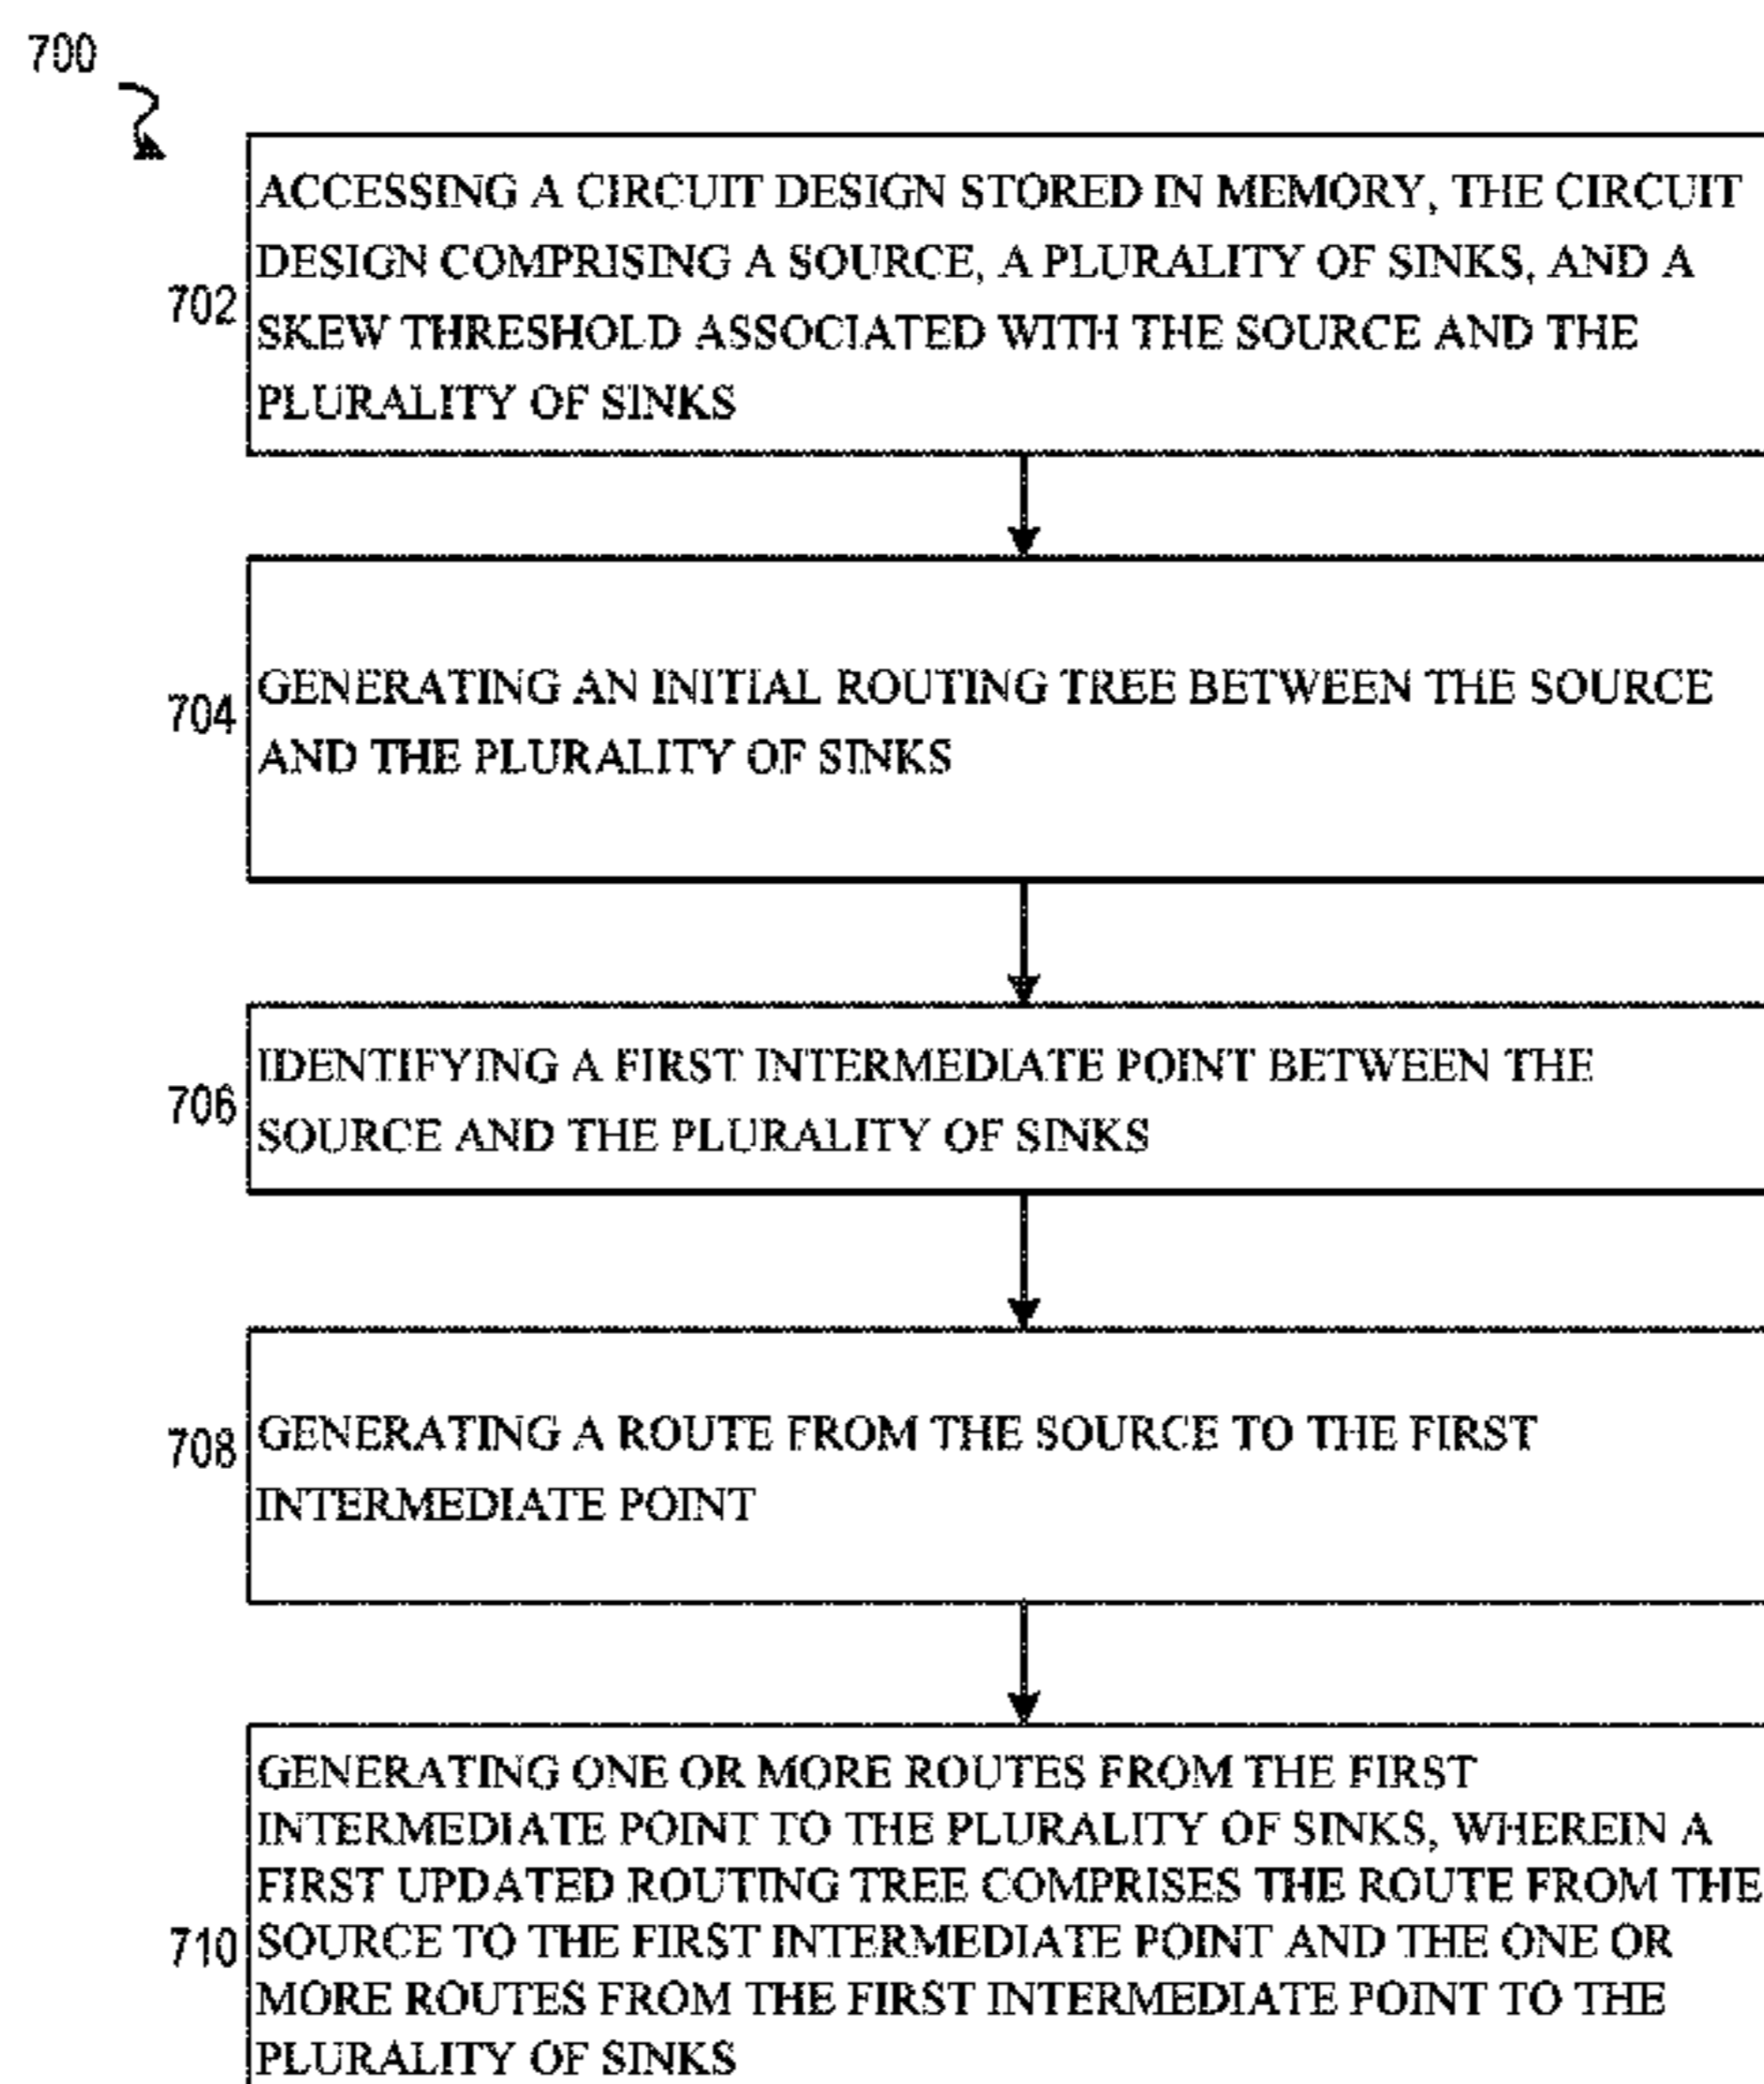 700
702
ACCESSING A CIRCUIT DESIGN STORED IN MEMORY, THE CIRCUIT
DESIGN COMPRISING A SOURCE, A PLURALITY OF SINKS, AND A
SKEW THRESHOLD ASSOCIATED WITH THE SOURCE AND THE
PLURALITY OF SINKS
704
GENERATING AN INITIAL ROUTING TREE BETWEEN THE SOURCE
AND THE PLURALITY OF SINKS
706
IDENTIFYING A FIRST INTERMEDIATE POINT BETWEEN THE
SOURCE AND THE PLURALITY OF SINKS
708
GENERATING A ROUTE FROM THE SOURCE TO THE FIRST
INTERMEDIATE POINT
710
GENERATING ONE OR MORE ROUTES FROM THE FIRST
INTERMEDIATE POINT TO THE PLURALITY OF SINKS, WHEREIN A
FIRST UPDATED ROUTING TREE COMPRISES THE ROUTE FROM THE
SOURCE TO THE FIRST INTERMEDIATE POINT AND THE ONE OR
MORE ROUTES FROM THE FIRST INTERMEDIATE POINT TO THE
PLURALITY OF SINKS